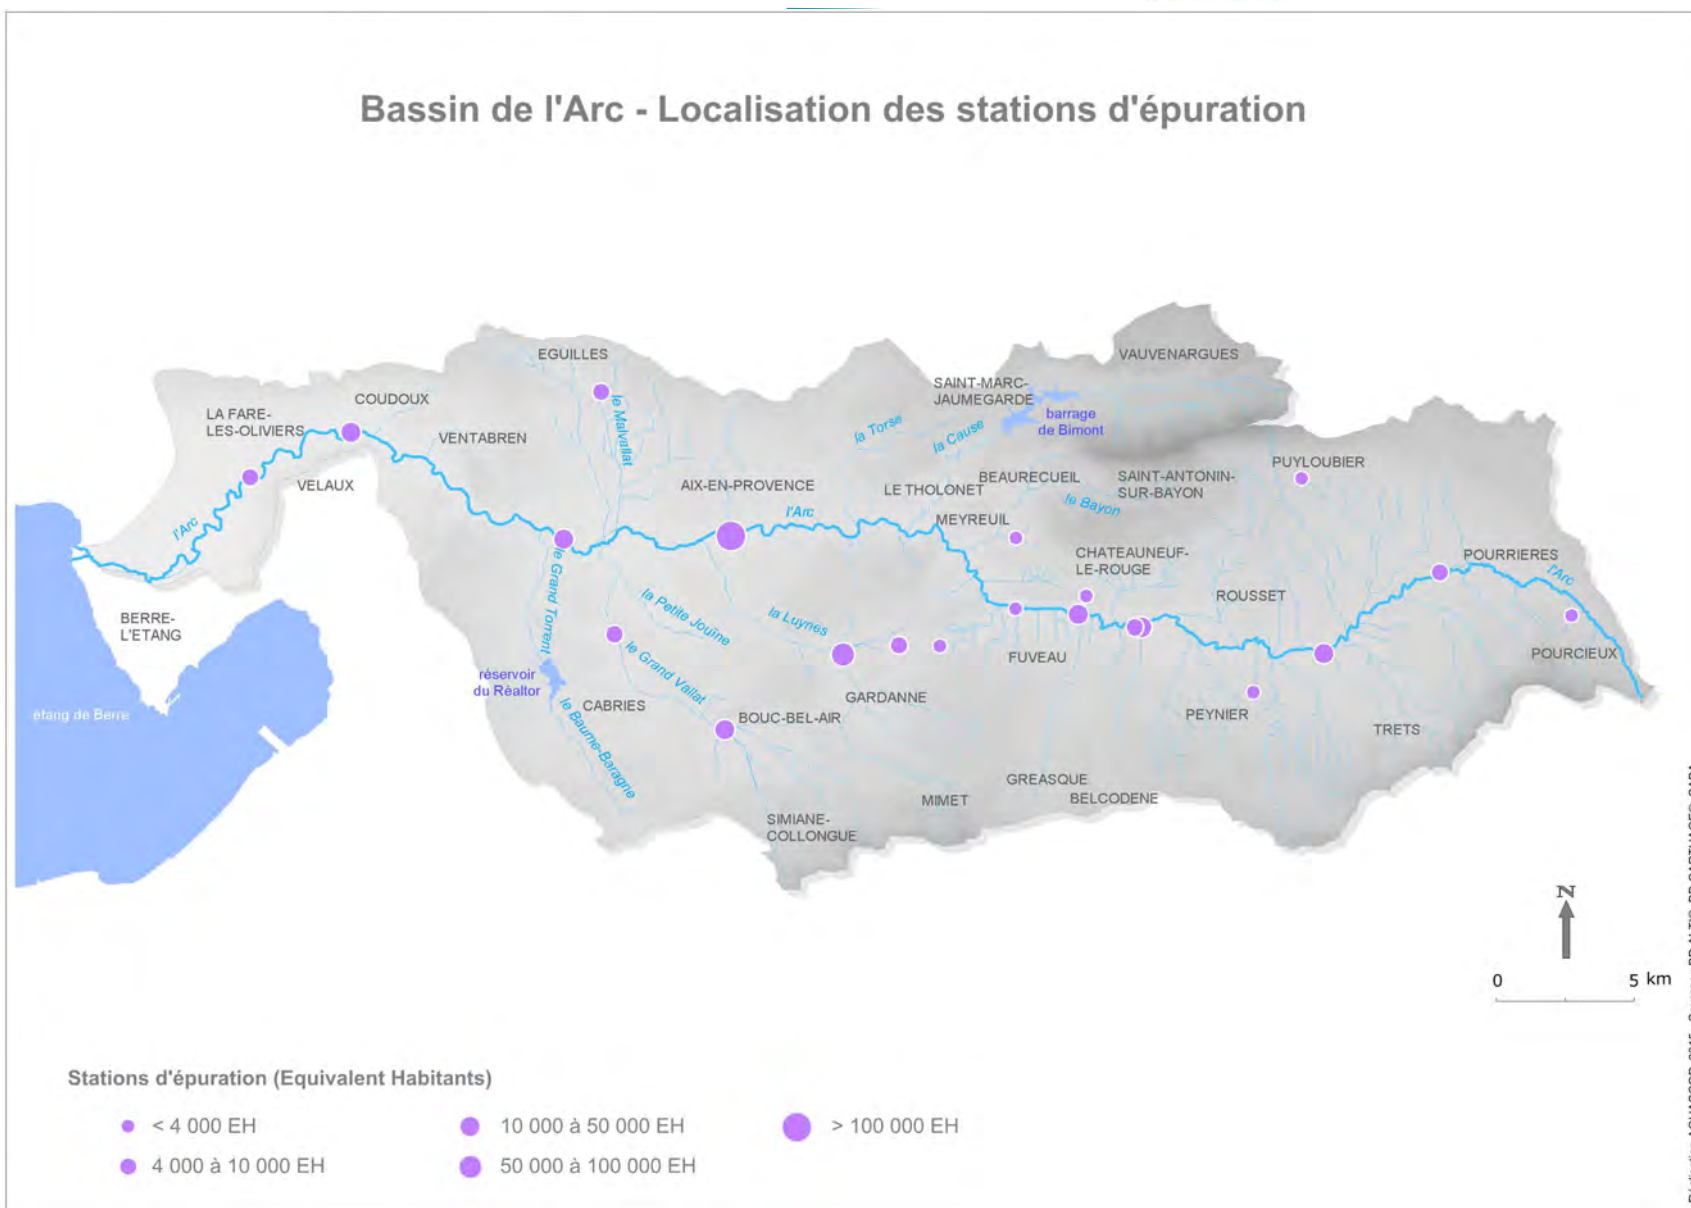 Bassin de l'Arc - Localisation des stations d'épuration
VAUVENARGUES
EGUILLES
SAINT-MARC-
JAUMEGARDE
COUDOUX
LA FARE-
LES-OLIVIERS
le Malvallat
barrage
de Bimont
la Torse
la Cause
VENTABREN
PUYLOUBIER
BEAURECUEIL
SAINT-ANTONIN-
SUR-BAYON
VELAUX
AIX-EN-PROVENCE
LE THOLONET
le Bayon
l'Arc
MEYREUIL
l'Arc
CHATEAUNEUF-
LE-ROUGE
POURRIERES
l'Arc
le Grand Torrent
ROUSSET
la Petite Jouïne
la Luynes
BERRE-
L'ETANG
FUVEAU
POURCIEUX
réservoir
du Réaltor
le Grand Vallat
GARDANNE
CABRIES
BOUC-BEL-AIR
PEYNIER
étang de Berre
TRETS
le Baume-Baragne
GREASQUE
BELCODENE
MIMET
SIMIANE-
COLLONGUE
N
0 5 km
Stations d'épuration (Equivalent Habitants)
< 4 000 EH
10 000 à 50 000 EH
> 100 000 EH
4 000 à 10 000 EH
50 000 à 100 000 EH